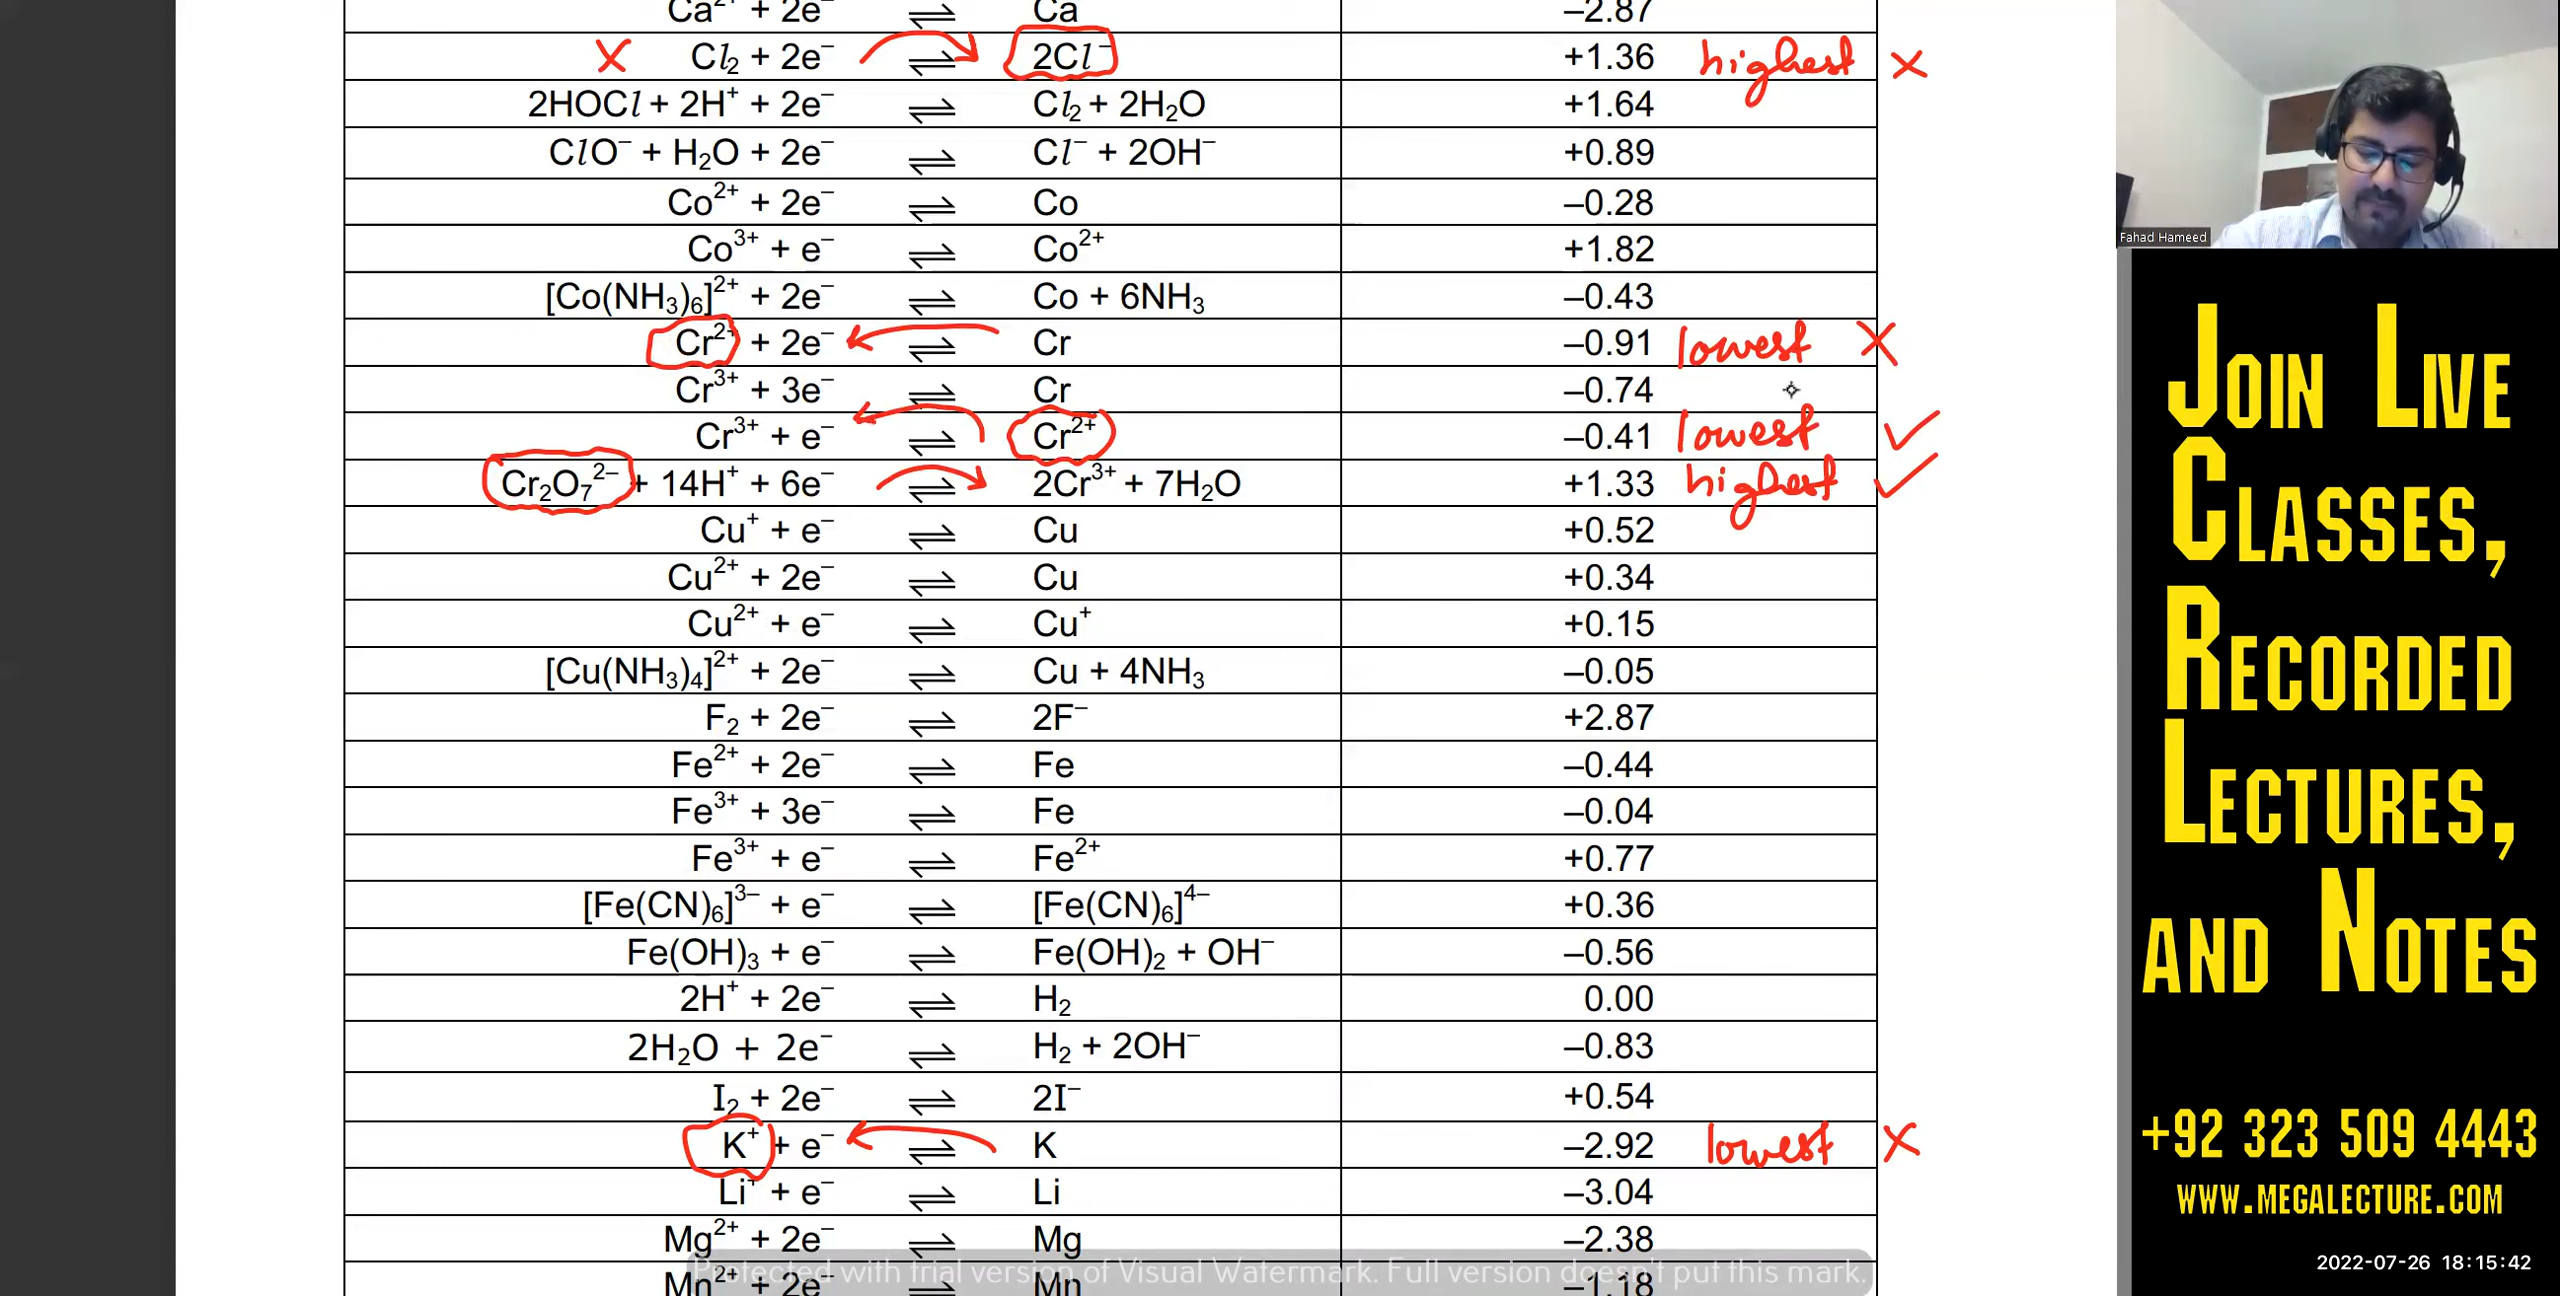 Ca²⁺ + 2e⁻ ⇌ Ca –2.87
X Cl₂ + 2e⁻ ⇌ 2Cl⁻ +1.36 highest X
2HOCl + 2H⁺ + 2e⁻ ⇌ Cl₂ + 2H₂O +1.64
ClO⁻ + H₂O + 2e⁻ ⇌ Cl⁻ + 2OH⁻ +0.89
Co²⁺ + 2e⁻ ⇌ Co –0.28
Co³⁺ + e⁻ ⇌ Co²⁺ +1.82
[Co(NH₃)₆]²⁺ + 2e⁻ ⇌ Co + 6NH₃ –0.43
Cr²⁺ + 2e⁻ ⇌ Cr –0.91 lowest X
Cr³⁺ + 3e⁻ ⇌ Cr –0.74
Cr³⁺ + e⁻ ⇌ Cr²⁺ –0.41 lowest ✓
Cr₂O₇²⁻ + 14H⁺ + 6e⁻ ⇌ 2Cr³⁺ + 7H₂O +1.33 highest ✓
Cu⁺ + e⁻ ⇌ Cu +0.52
Cu²⁺ + 2e⁻ ⇌ Cu +0.34
Cu²⁺ + e⁻ ⇌ Cu⁺ +0.15
[Cu(NH₃)₄]²⁺ + 2e⁻ ⇌ Cu + 4NH₃ –0.05
F₂ + 2e⁻ ⇌ 2F⁻ +2.87
Fe²⁺ + 2e⁻ ⇌ Fe –0.44
Fe³⁺ + 3e⁻ ⇌ Fe –0.04
Fe³⁺ + e⁻ ⇌ Fe²⁺ +0.77
[Fe(CN)₆]³⁻ + e⁻ ⇌ [Fe(CN)₆]⁴⁻ +0.36
Fe(OH)₃ + e⁻ ⇌ Fe(OH)₂ + OH⁻ –0.56
2H⁺ + 2e⁻ ⇌ H₂ 0.00
2H₂O + 2e⁻ ⇌ H₂ + 2OH⁻ –0.83
I₂ + 2e⁻ ⇌ 2I⁻ +0.54
K⁺ + e⁻ ⇌ K –2.92 lowest X
Li⁺ + e⁻ ⇌ Li –3.04
Mg²⁺ + 2e⁻ ⇌ Mg –2.38
Mn²⁺ + 2e⁻ ⇌ Mn –1.18
Protected with trial version of Visual Watermark. Full version doesn't put this mark.
Fahad Hameed
JOIN LIVE
CLASSES,
RECORDED
LECTURES,
AND NOTES
+92 323 509 4443
WWW.MEGALECTURE.COM
2022-07-26 18:15:42